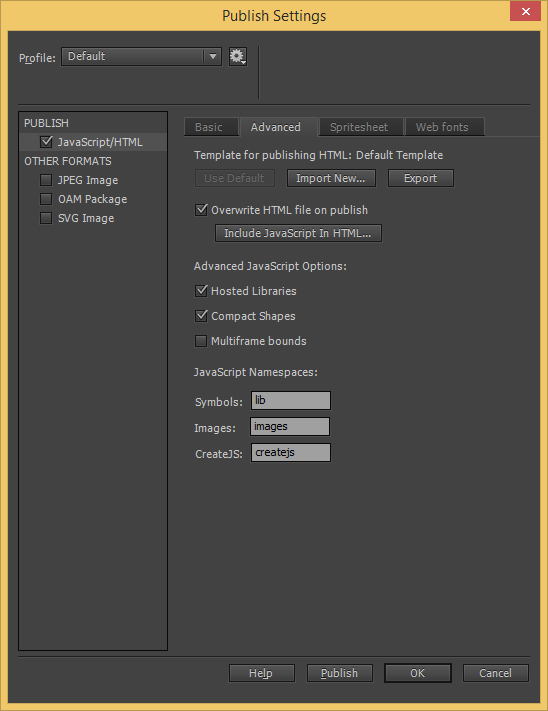 Publish Settings
Profile: Default
PUBLISH
JavaScript/HTML
OTHER FORMATS
JPEG Image
OAM Package
SVG Image
Basic Advanced Spritesheet Web fonts
Template for publishing HTML: Default Template
Use Default Import New... Export
Overwrite HTML file on publish
Include JavaScript In HTML...
Advanced JavaScript Options:
Hosted Libraries
Compact Shapes
Multiframe bounds
JavaScript Namespaces:
Symbols: lib
Images: images
CreateJS: createjs
Help Publish OK Cancel